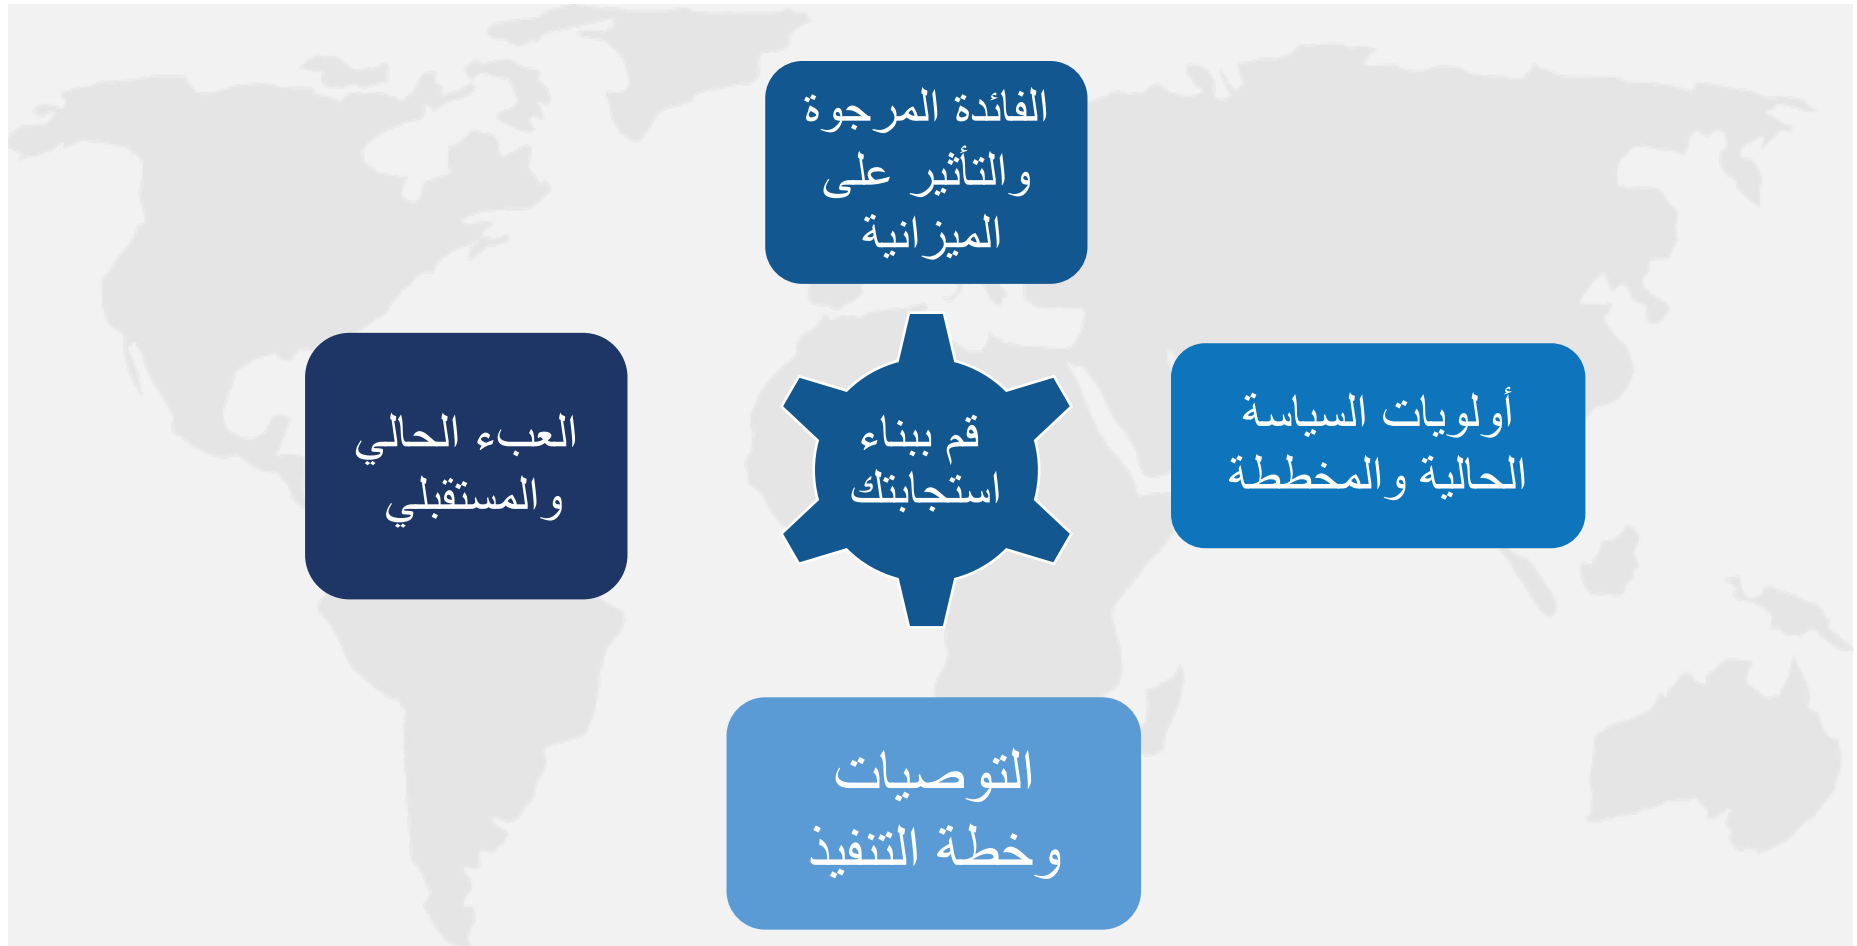 الفائدة المرجوة
والتأثير على
الميزانية
أولويات السياسة
الحالية والمخططة
قم ببناء
استجابتك
العبء الحالي
والمستقبلي
التوصيات
وخطة التنفيذ